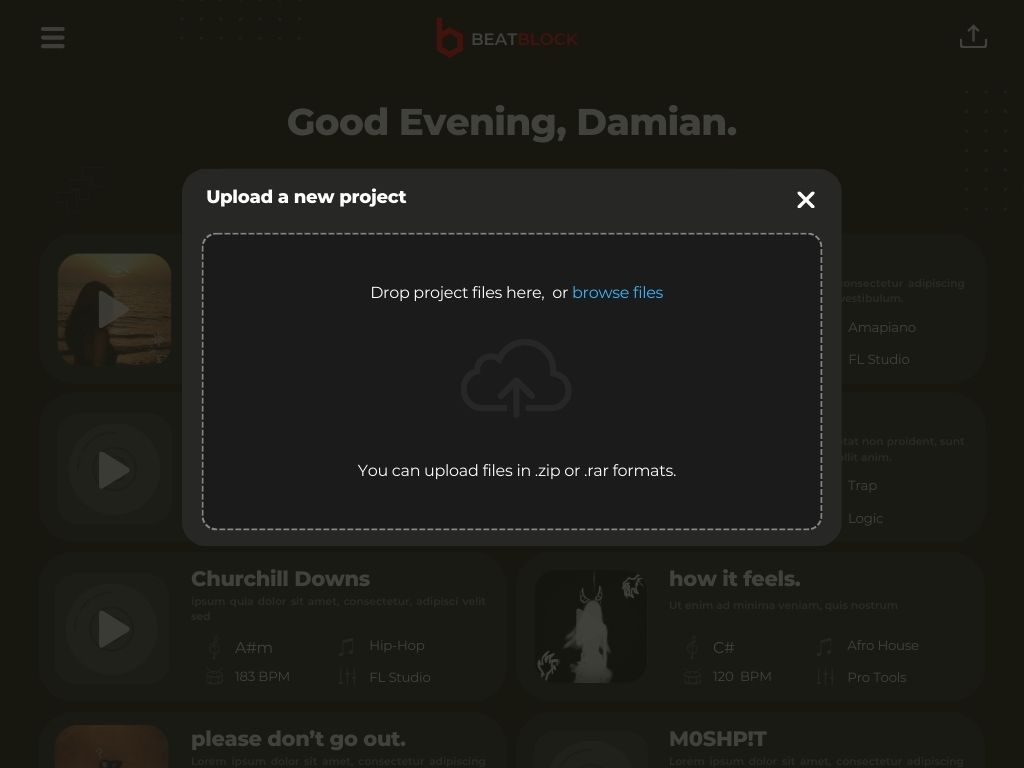 BEATBLOCK
Good Evening, Damian.
Upload a new project
Drop project files here, or browse files
You can upload files in .zip or .rar formats.
consectetur adipiscing
vestibulum.
Amapiano
FL Studio
non proident, sunt
anim.
Trap
Logic
Churchill Downs
ipsum quia dolor sit amet, consectetur, adipisci velit
sed
A#m
Hip-Hop
183 BPM
FL Studio
how it feels.
Ut enim ad minima veniam, quis nostrum
C#
Afro House
120 BPM
Pro Tools
please don’t go out.
Lorem ipsum dolor sit amet, consectetur adipiscing
M0SHP!T
Lorem ipsum dolor sit amet, consectetur adipiscing